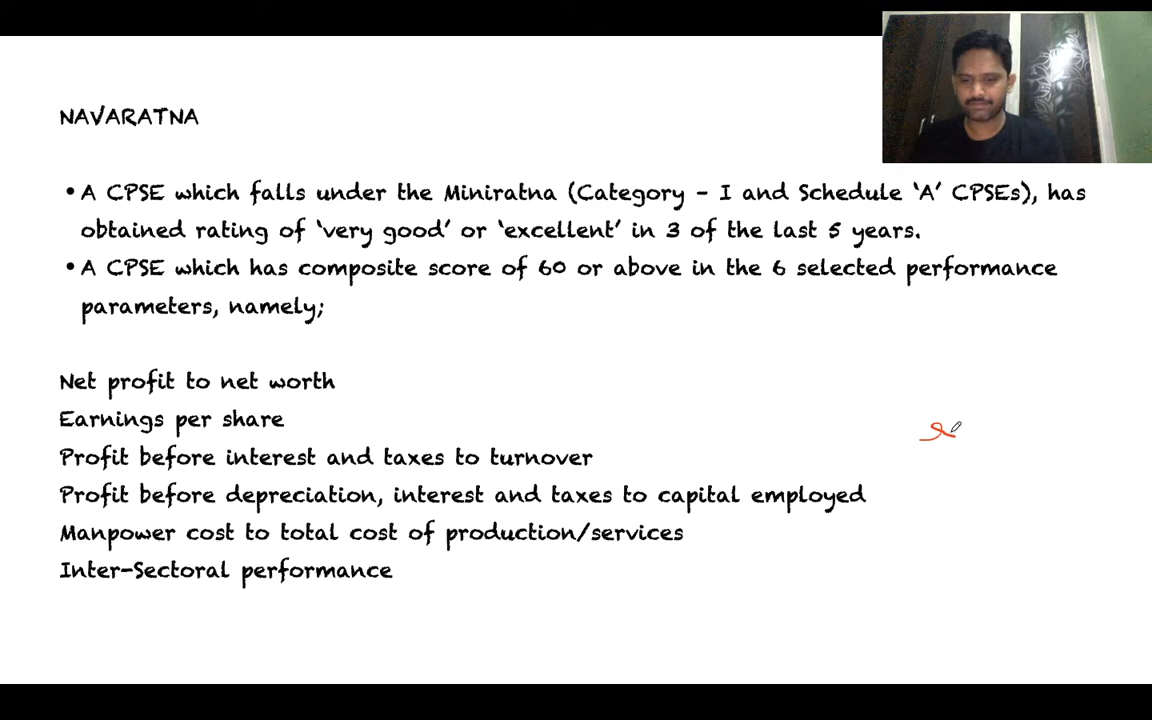 NAVARATNA
• A CPSE which falls under the Miniratna (Category – I and Schedule ‘A’ CPSEs), has
obtained rating of ‘very good’ or ‘excellent’ in 3 of the last 5 years.
• A CPSE which has composite score of 60 or above in the 6 selected performance
parameters, namely;
Net profit to net worth
Earnings per share
Profit before interest and taxes to turnover
Profit before depreciation, interest and taxes to capital employed
Manpower cost to total cost of production/services
Inter-Sectoral performance